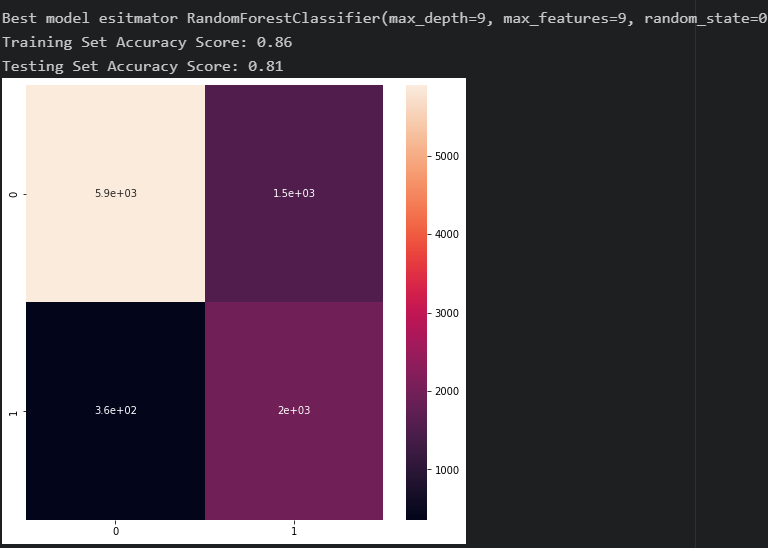 Best model esitmator RandomForestClassifier(max_depth=9, max_features=9, random_state=0
Training Set Accuracy Score: 0.86
Testing Set Accuracy Score: 0.81
5.9e+03 1.5e+03
3.6e+02 2e+03
0
1
0 1
5000
4000
3000
2000
1000